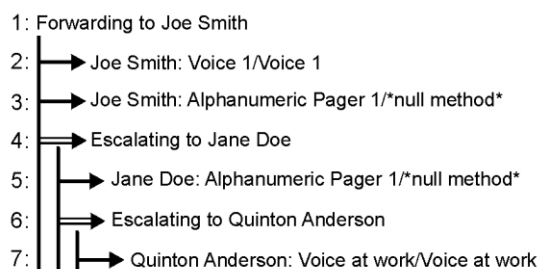 1: Forwarding to Joe Smith
2: Joe Smith: Voice 1/Voice 1
3: Joe Smith: Alphanumeric Pager 1/*null method*
4: Escalating to Jane Doe
5: Jane Doe: Alphanumeric Pager 1/*null method*
6: Escalating to Quinton Anderson
7: Quinton Anderson: Voice at work/Voice at work